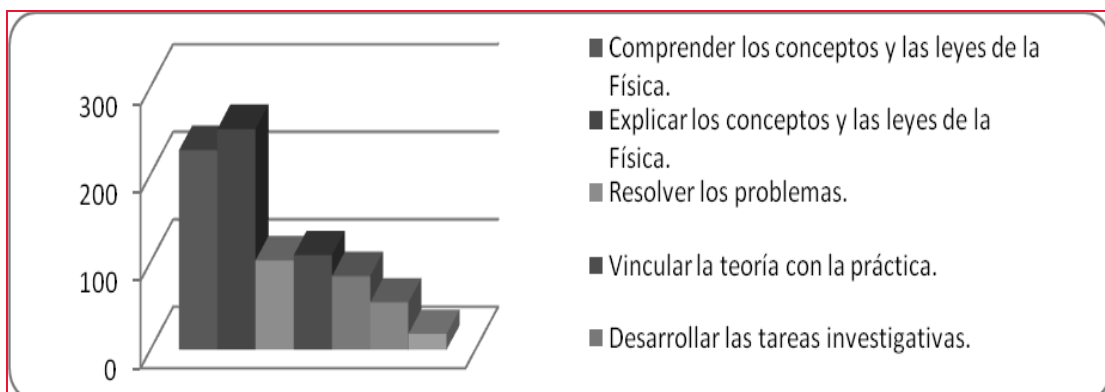 300
200
100
0
Comprender los conceptos y las leyes de la
Física.
Explicar los conceptos y las leyes de la
Física.
Resolver los problemas.
Vincular la teoría con la práctica.
Desarrollar las tareas investigativas.